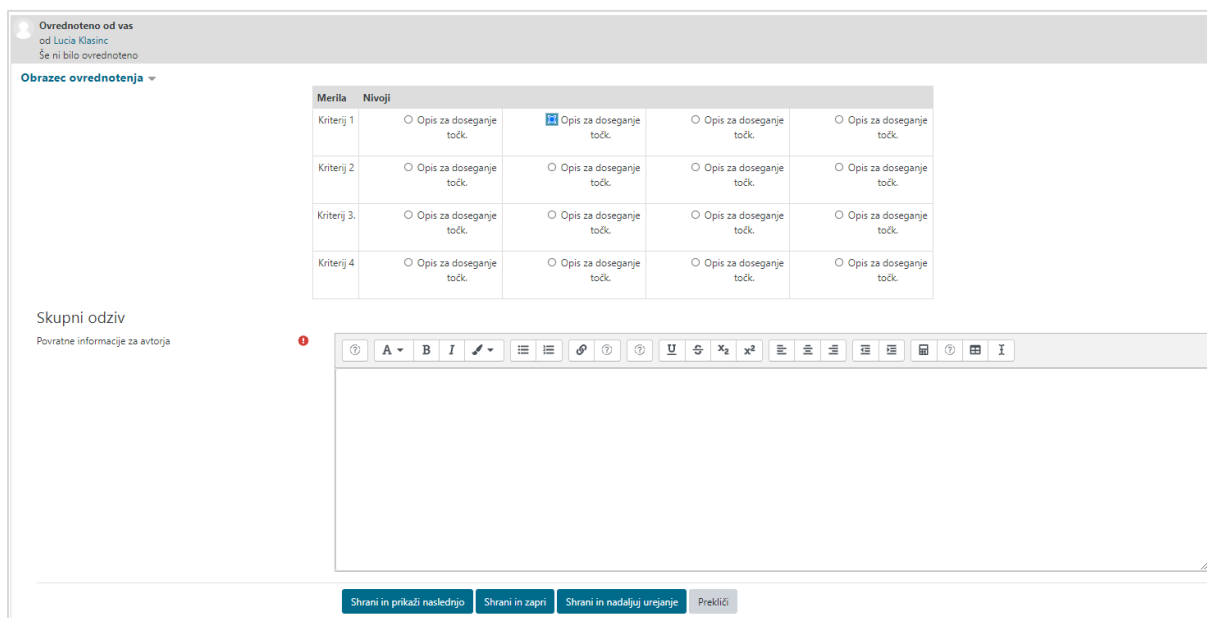 Ovrednoteno od vas
od Lucia Klasinc
Še ni bilo ovrednoteno
Obrazec ovrednotenja
Merila Nivoji
Kriterij 1 Opis za doseganje točk. Opis za doseganje točk. Opis za doseganje točk. Opis za doseganje točk.
Kriterij 2 Opis za doseganje točk. Opis za doseganje točk. Opis za doseganje točk. Opis za doseganje točk.
Kriterij 3. Opis za doseganje točk. Opis za doseganje točk. Opis za doseganje točk. Opis za doseganje točk.
Kriterij 4 Opis za doseganje točk. Opis za doseganje točk. Opis za doseganje točk. Opis za doseganje točk.
Skupni odziv
Povratne informacije za avtorja
A B I U S x₂ x²
Shrani in prikaži naslednjo Shrani in zapri Shrani in nadaljuj urejanje Prekliči